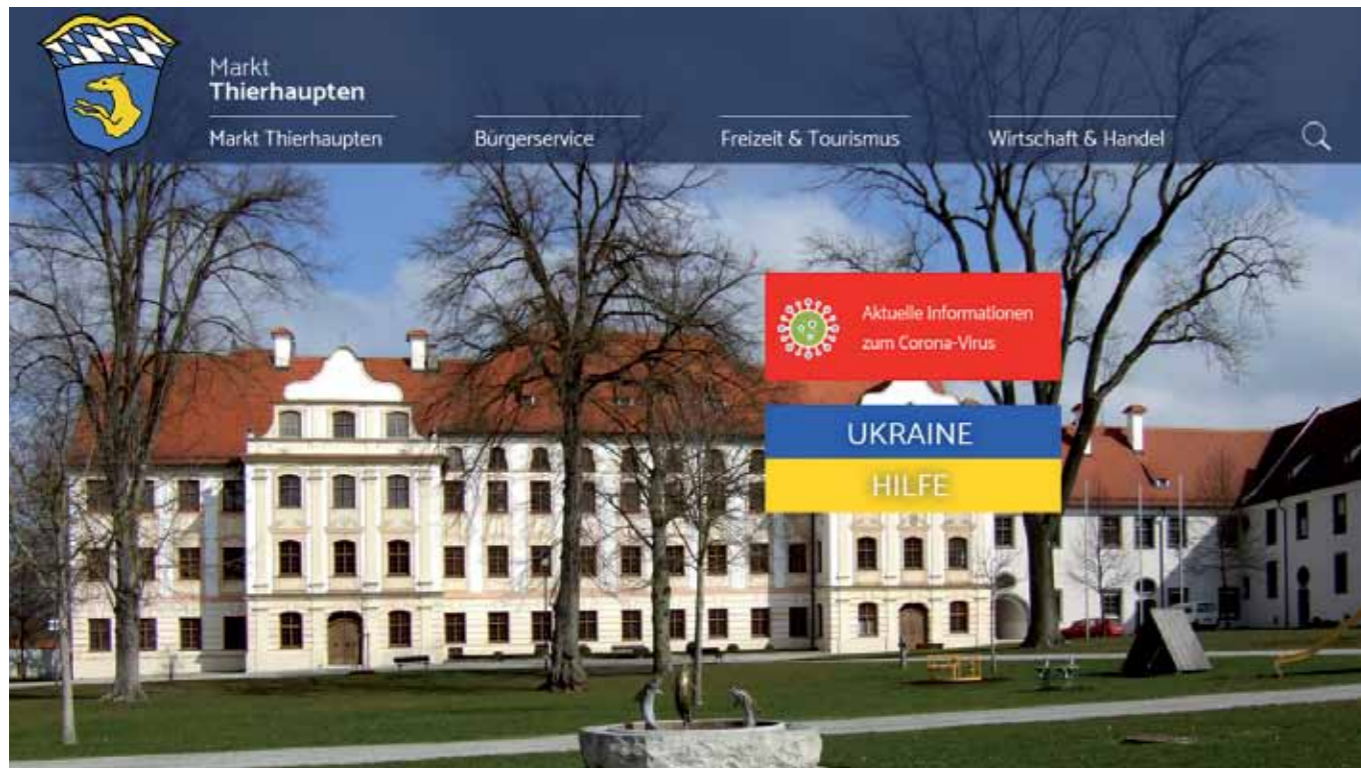 Markt
Thierhaupten
Markt Thierhaupten
Bürgerservice
Freizeit & Tourismus
Wirtschaft & Handel
Aktuelle Informationen
zum Corona-Virus
UKRAINE
HILFE